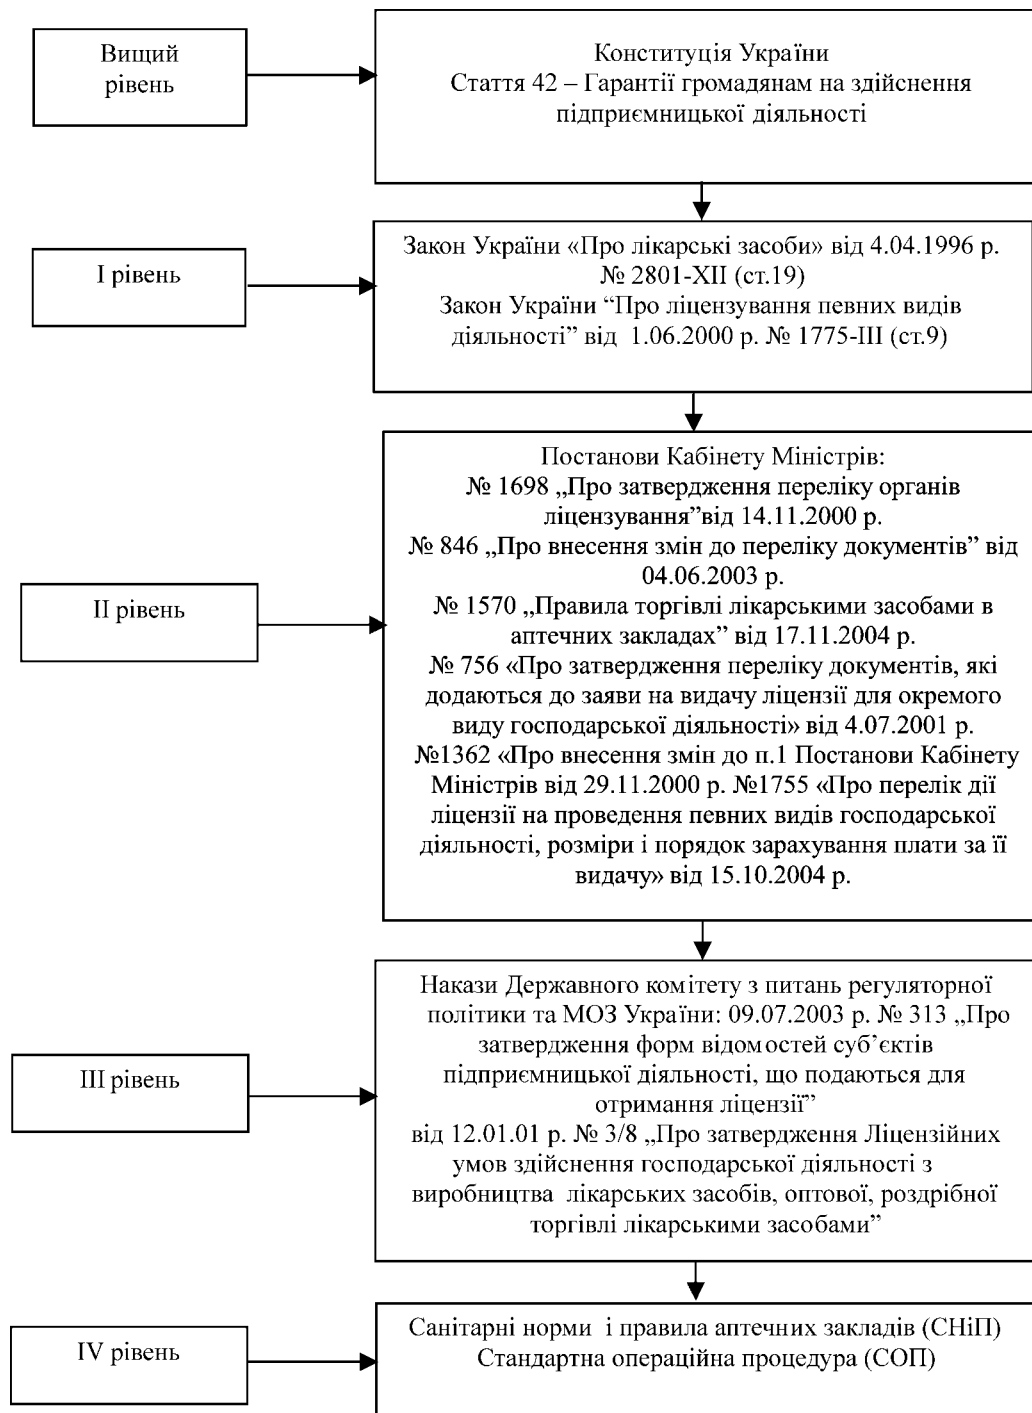 Вищий
рівень
Конституція України
Стаття 42 – Гарантії громадянам на здійснення
підприємницької діяльності
І рівень
Закон України «Про лікарські засоби» від 4.04.1996 р.
№ 2801-XII (ст.19)
Закон України “Про ліцензування певних видів
діяльності” від 1.06.2000 р. № 1775-III (ст.9)
ІІ рівень
Постанови Кабінету Міністрів:
№ 1698 „Про затвердження переліку органів
ліцензування”від 14.11.2000 р.
№ 846 „Про внесення змін до переліку документів” від
04.06.2003 р.
№ 1570 „Правила торгівлі лікарськими засобами в
аптечних закладах” від 17.11.2004 р.
№ 756 «Про затвердження переліку документів, які
додаються до заяви на видачу ліцензії для окремого
виду господарської діяльності» від 4.07.2001 р.
№1362 «Про внесення змін до п.1 Постанови Кабінету
Міністрів від 29.11.2000 р. №1755 «Про перелік дії
ліцензії на проведення певних видів господарської
діяльності, розміри і порядок зарахування плати за її
видачу» від 15.10.2004 р.
ІІІ рівень
Накази Державного комітету з питань регуляторної
політики та МОЗ України: 09.07.2003 р. № 313 „Про
затвердження форм відомостей суб’єктів
підприємницької діяльності, що подаються для
отримання ліцензії”
від 12.01.01 р. № 3/8 „Про затвердження Ліцензійних
умов здійснення господарської діяльності з
виробництва лікарських засобів, оптової, роздрібної
торгівлі лікарськими засобами”
IV рівень
Санітарні норми і правила аптечних закладів (СНіП)
Стандартна операційна процедура (СОП)